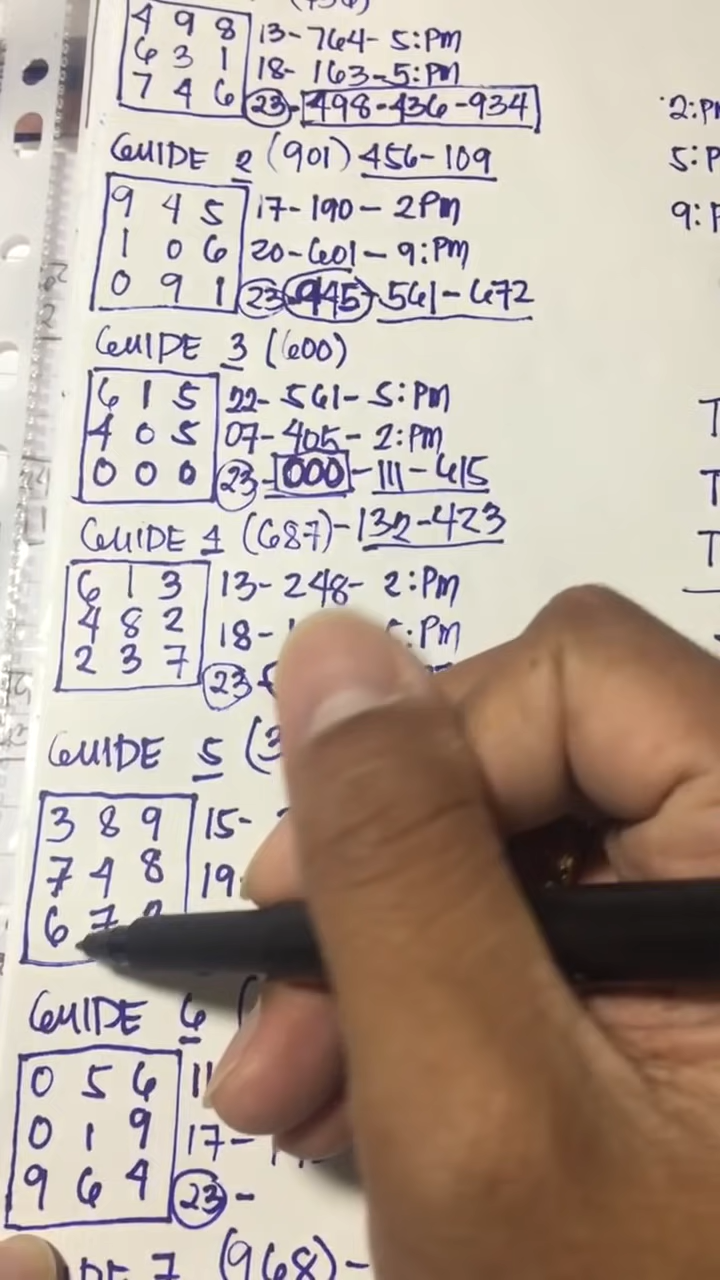 4 9 8 13-764- 5:PM
6 3 1 18- 163-5:PM
7 4 6 23-498-436-934
GUIDE 2 (901) 456-109
9 4 5 17-190- 2PM
1 0 6 20-601- 9:PM
0 9 1 23-945-561-672
GUIDE 3 (600)
6 1 5 22-561-5:PM
4 0 5 07-405-2:PM
0 0 0 23-000-111-615
GUIDE 4 (687)-132-423
6 1 3 13-248-2:PM
4 8 2 18- :PM
2 3 7 23-
GUIDE 5 (3
3 8 9 15-
7 4 8 19-
6 7
GUIDE 6 (
0 5 6 11
0 1 9 17-
9 6 4 23-
7 (968)-
2:P
5:P
9: